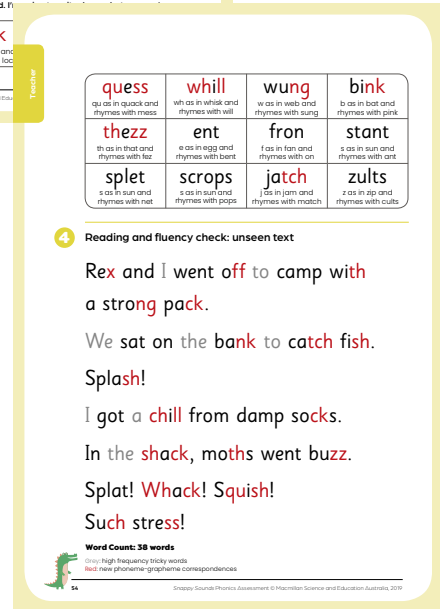 d. I'
K
and
loc
Edu
Teacher
quess whill wung bink
qu as in quack and wh as in whisk and w as in web and b as in bat and
rhymes with mess rhymes with will rhymes with sung rhymes with pink
thezz ent fron stant
th as in that and e as in egg and f as in fan and s as in sun and
rhymes with fez rhymes with bent rhymes with on rhymes with ant
splet scrops jatch zults
s as in sun and s as in sun and j as in jam and z as in zip and
rhymes with net rhymes with pops rhymes with match rhymes with cults
4 Reading and fluency check: unseen text
Rex and I went off to camp with
a strong pack.
We sat on the bank to catch fish.
Splash!
I got a chill from damp socks.
In the shack, moths went buzz.
Splat! Whack! Squish!
Such stress!
Word Count: 38 words
Grey: high frequency tricky words
Red: new phoneme-grapheme correspondences
54 Snappy Sounds Phonics Assessment © Macmillan Science and Education Australia, 2019